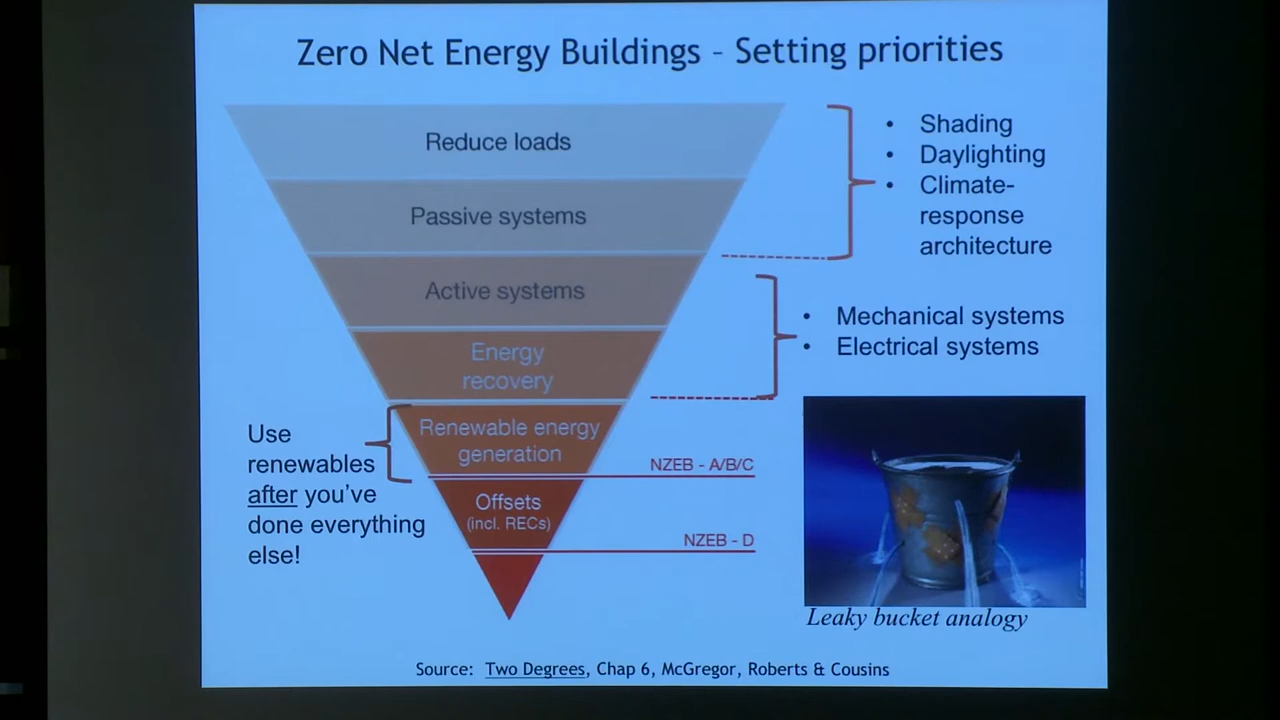 Zero Net Energy Buildings – Setting priorities
Reduce loads
Passive systems
Active systems
Energy
recovery
Renewable energy
generation
Offsets
(incl. RECs)
• Shading
• Daylighting
• Climate-
response
architecture
• Mechanical systems
• Electrical systems
Use
renewables
after you've
done everything
else!
NZEB - A/B/C
NZEB - D
Leaky bucket analogy
Source: Two Degrees, Chap 6, McGregor, Roberts & Cousins